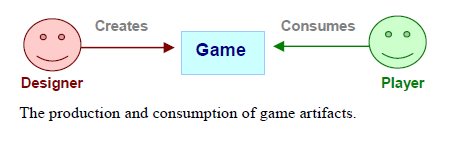 Creates
Consumes
Game
Designer
Player
The production and consumption of game artifacts.